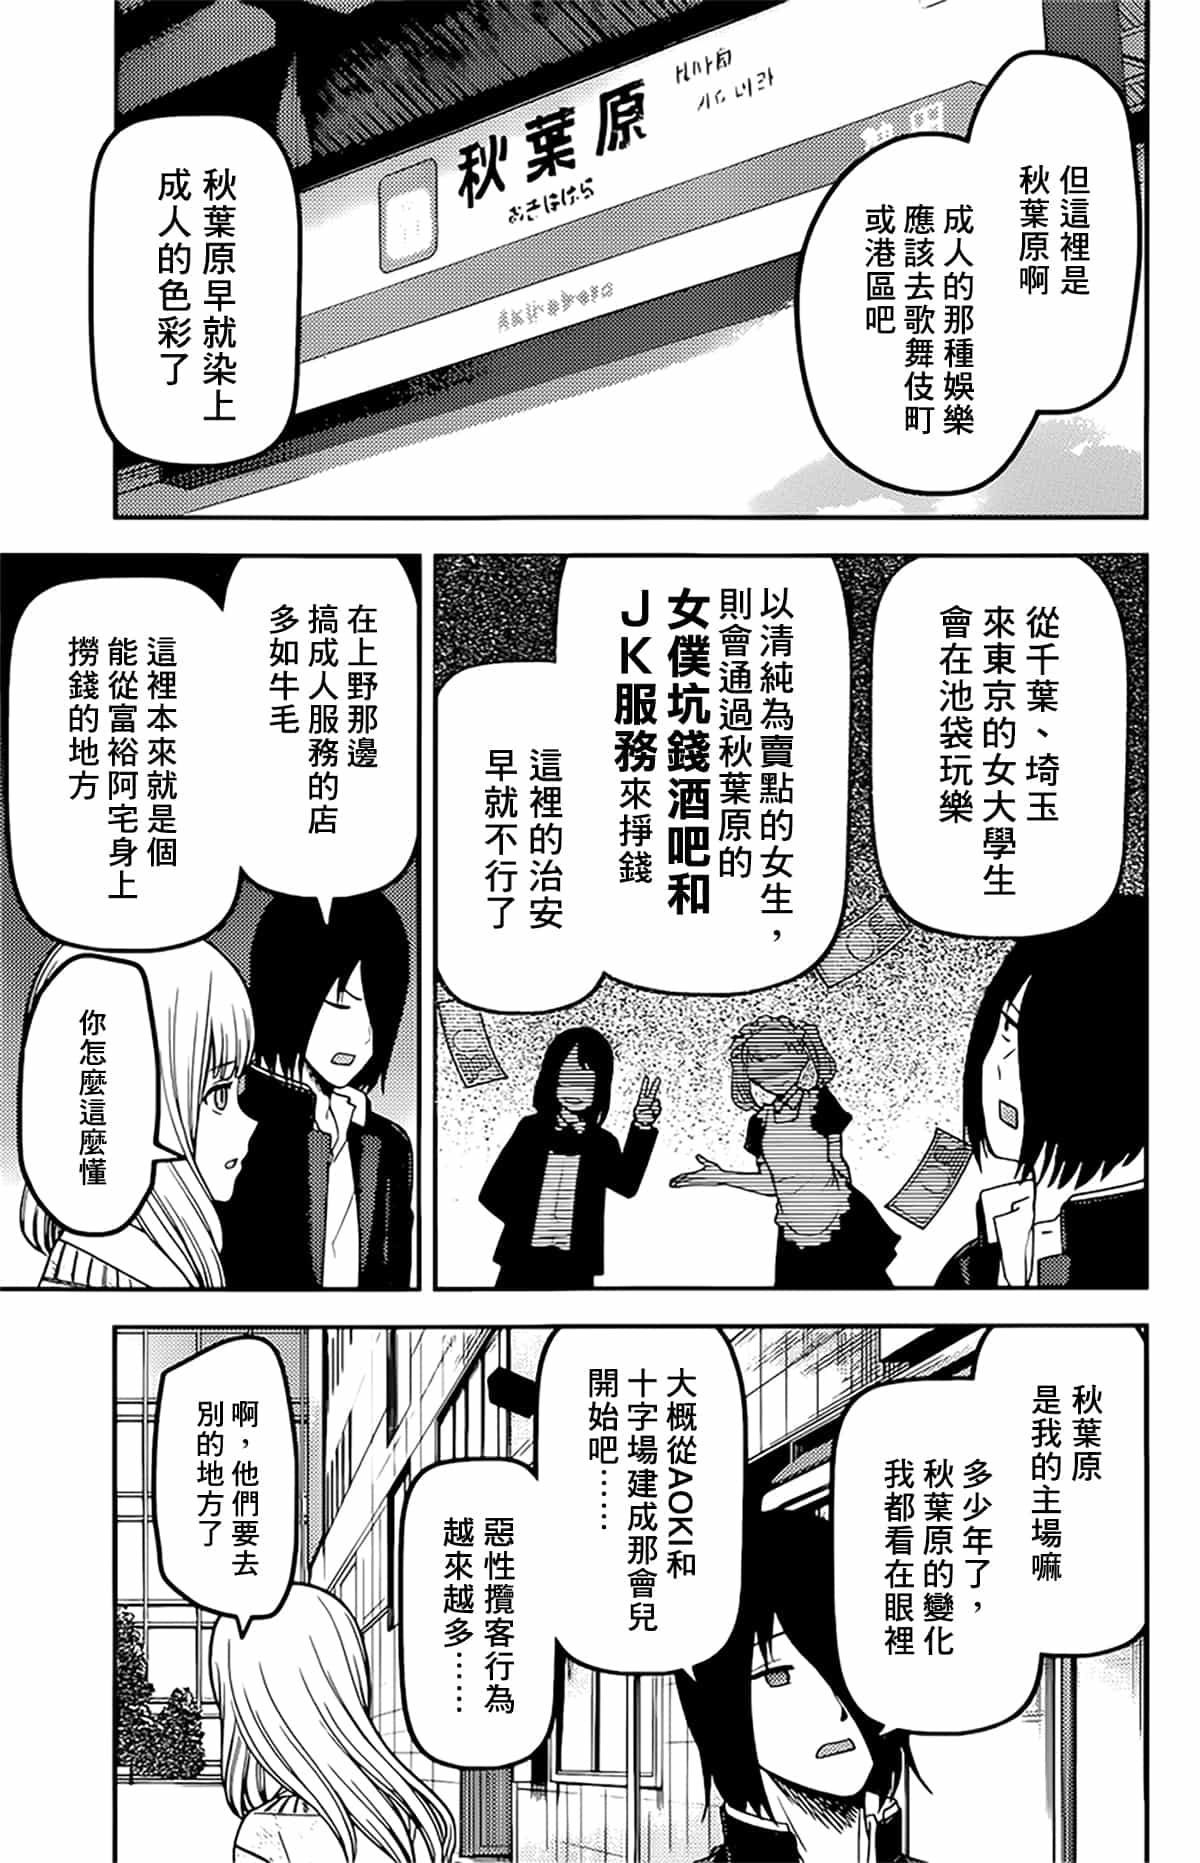 但這裡是
秋葉原啊
成人的那種娛樂
應該去歌舞伎町
或港區吧
秋葉原
あきはばら
Akihabara
秋葉原早就染上
成人的色彩了
從千葉、埼玉
來東京的女大學生
會在池袋玩樂
以清純為賣點的女生，
則會通過秋葉原的
女僕坑錢酒吧和
ＪＫ服務來掙錢
這裡的治安
早就不行了
在上野那邊
搞成人服務的店
多如牛毛
這裡本來就是個
能從富裕阿宅身上
撈錢的地方
你怎麼這麼懂
秋葉原
是我的主場嘛
多少年了，
秋葉原的變化
我都看在眼裡
大概從AOKI和
十字場建成那會兒
開始吧……
惡性攬客行為
越來越多……
啊，他們要去
別的地方了